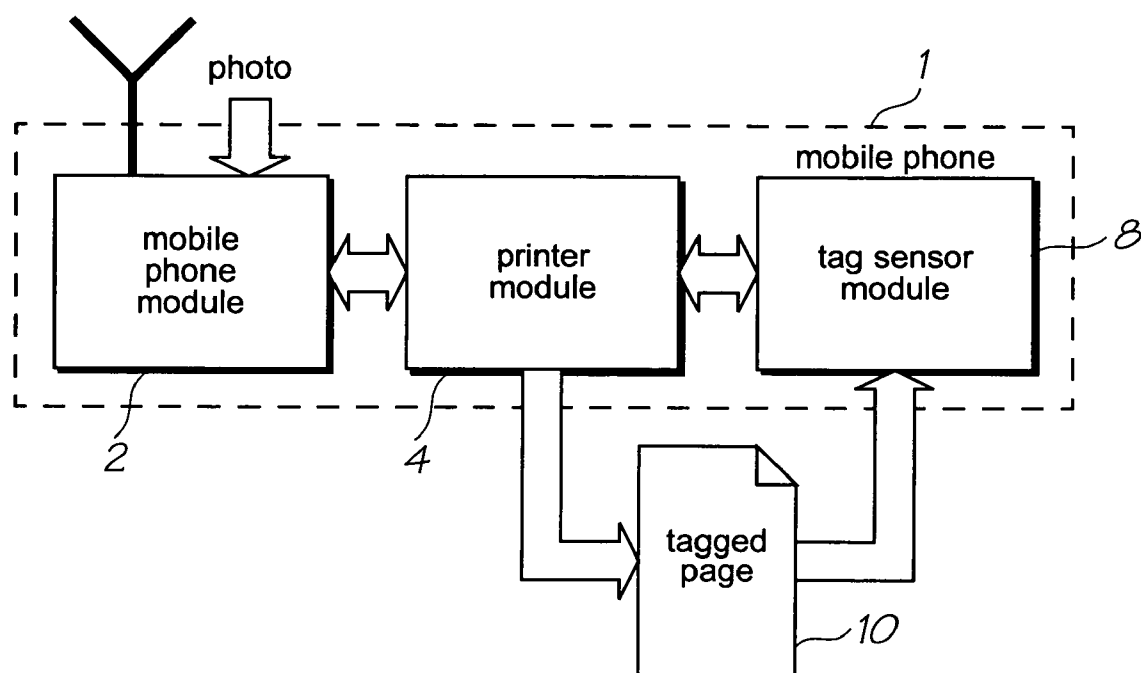 photo
1
mobile phone
mobile
phone
module
printer
module
tag sensor
module
8
2
4
tagged
page
10